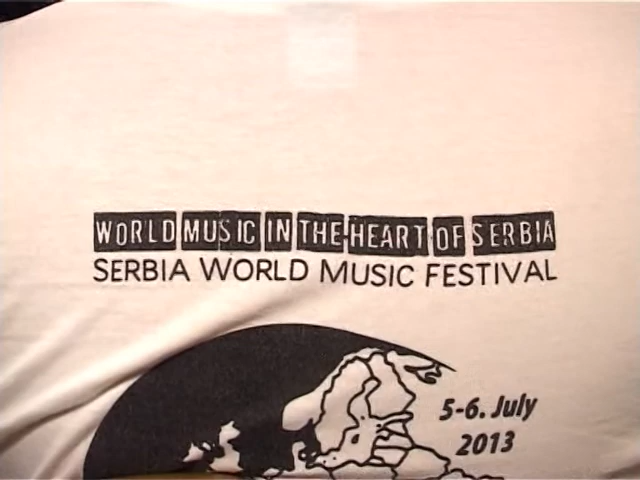 WORLD MUSIC IN THE HEART OF SERBIA
SERBIA WORLD MUSIC FESTIVAL
5-6. July
2013